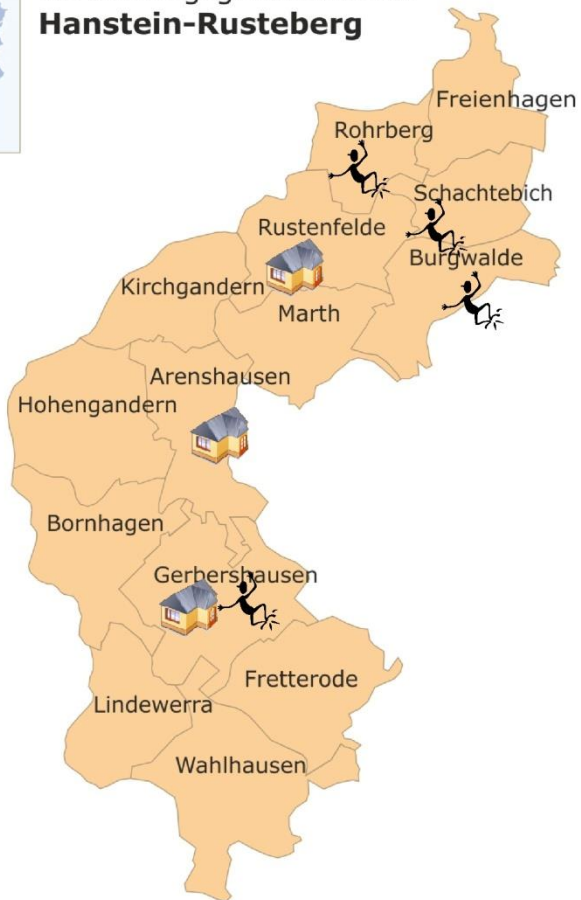 Hanstein-Rusteberg
Freienhagen
Rohrberg
Schachtebich
Rustenfelde
Burgwalde
Kirchgandern
Marth
Arenshausen
Hohengandern
Bornhagen
Gerbershausen
Fretterode
Lindewerra
Wahlhausen